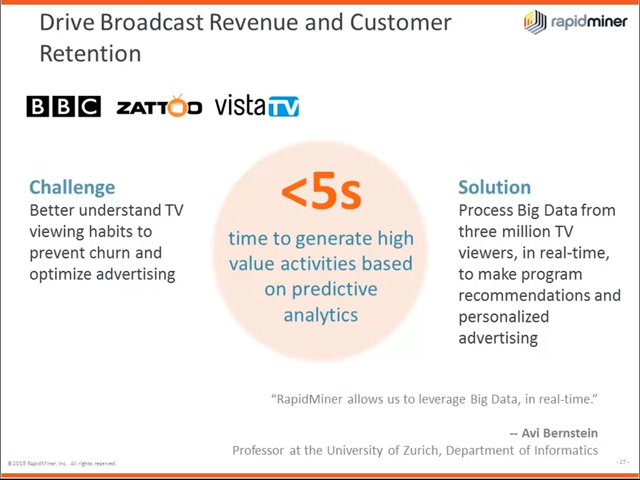 Drive Broadcast Revenue and Customer
Retention
rapidminer
BBC ZATTOO vistaTV
Challenge
Better understand TV
viewing habits to
prevent churn and
optimize advertising
<5s
time to generate high
value activities based
on predictive
analytics
Solution
Process Big Data from
three million TV
viewers, in real-time,
to make program
recommendations and
personalized
advertising
“RapidMiner allows us to leverage Big Data, in real-time.”
-- Avi Bernstein
Professor at the University of Zurich, Department of Informatics
©2015 RapidMiner, Inc. All rights reserved.
- 27 -